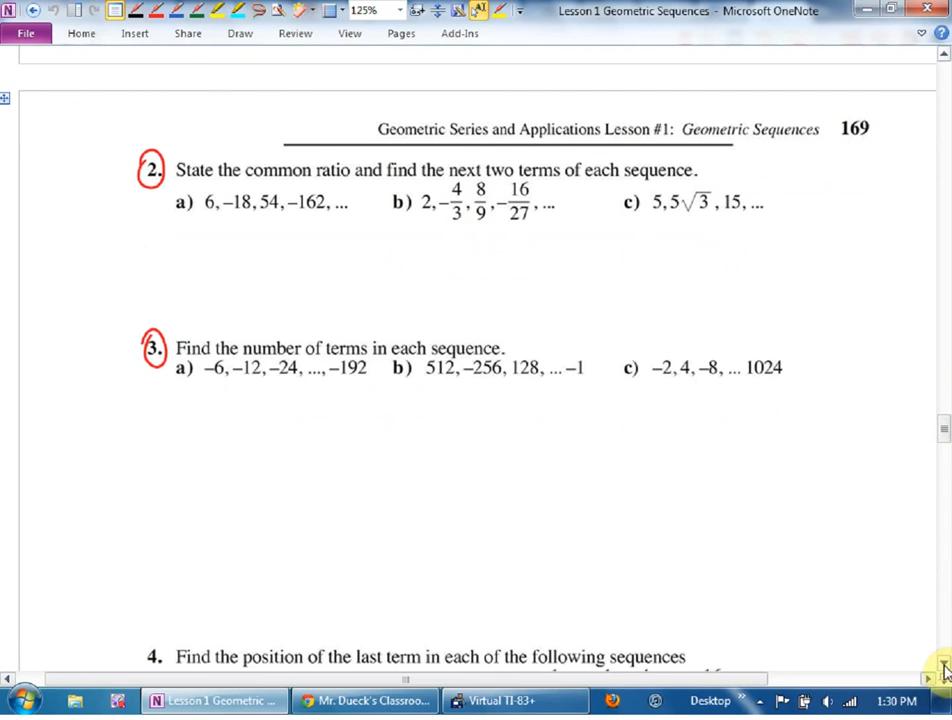 125%
Lesson 1 Geometric Sequences - Microsoft OneNote
File Home Insert Share Draw Review View Pages Add-Ins
Geometric Series and Applications Lesson #1: Geometric Sequences 169
2. State the common ratio and find the next two terms of each sequence.
a) 6, –18, 54, –162, ... b) 2, –4/3, 8/9, –16/27, ... c) 5, 5√3, 15, ...
3. Find the number of terms in each sequence.
a) –6, –12, –24, ..., –192 b) 512, –256, 128, ... –1 c) –2, 4, –8, ... 1024
4. Find the position of the last term in each of the following sequences
Lesson 1 Geometric ... Mr. Dueck's Classroo... Virtual TI-83+ Desktop 1:30 PM